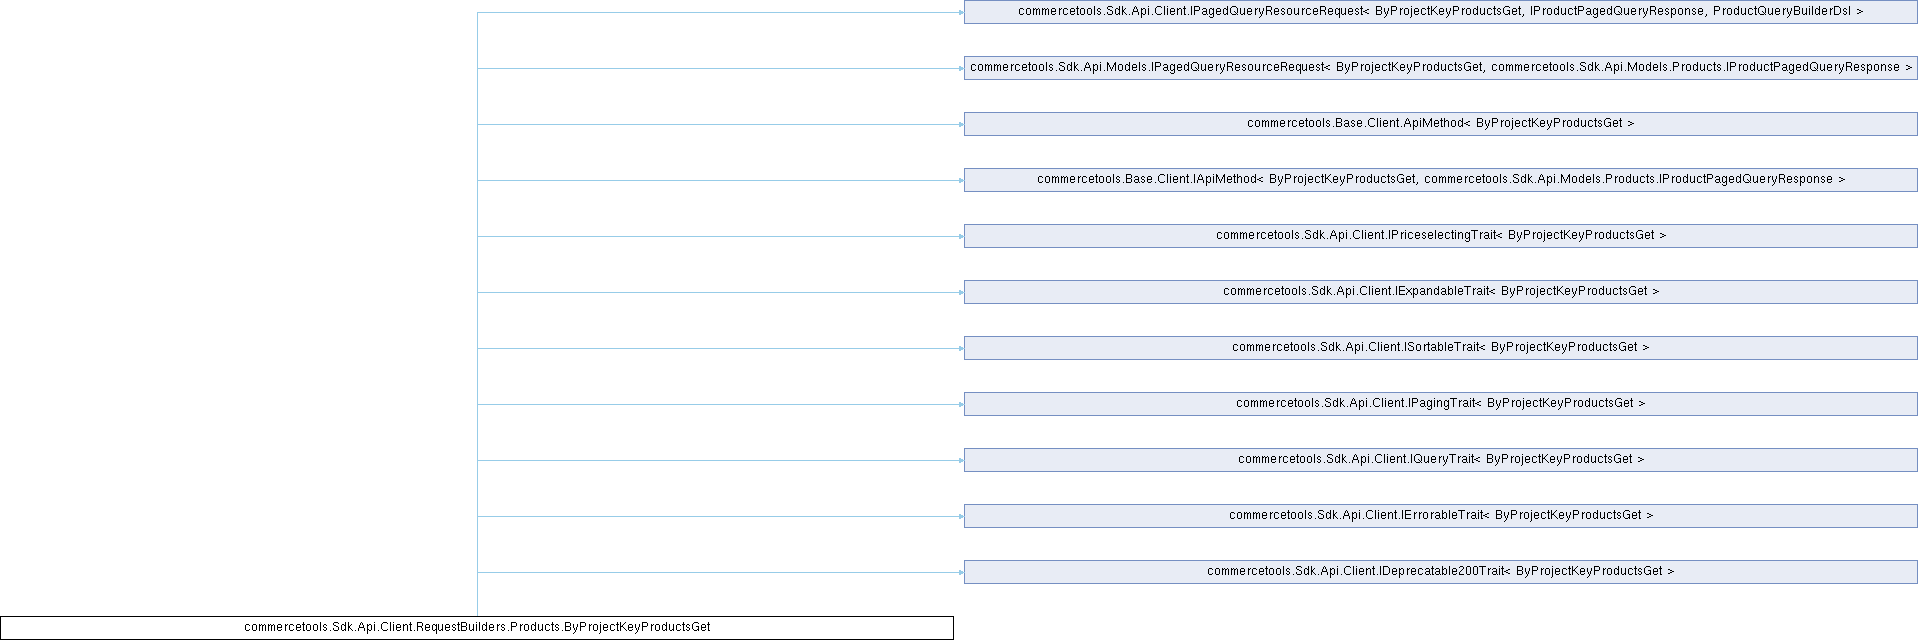 commercetools.Sdk.Api.Client.IPagedQueryResourceRequest< ByProjectKeyProductsGet, IProductPagedQueryResponse, ProductQueryBuilderDsl >
commercetools.Sdk.Api.Models.IPagedQueryResourceRequest< ByProjectKeyProductsGet, commercetools.Sdk.Api.Models.Products.IProductPagedQueryResponse >
commercetools.Base.Client.ApiMethod< ByProjectKeyProductsGet >
commercetools.Base.Client.IApiMethod< ByProjectKeyProductsGet, commercetools.Sdk.Api.Models.Products.IProductPagedQueryResponse >
commercetools.Sdk.Api.Client.IPriceselectingTrait< ByProjectKeyProductsGet >
commercetools.Sdk.Api.Client.IExpandableTrait< ByProjectKeyProductsGet >
commercetools.Sdk.Api.Client.ISortableTrait< ByProjectKeyProductsGet >
commercetools.Sdk.Api.Client.IPagingTrait< ByProjectKeyProductsGet >
commercetools.Sdk.Api.Client.IQueryTrait< ByProjectKeyProductsGet >
commercetools.Sdk.Api.Client.IErrorableTrait< ByProjectKeyProductsGet >
commercetools.Sdk.Api.Client.IDeprecatable200Trait< ByProjectKeyProductsGet >
commercetools.Sdk.Api.Client.RequestBuilders.Products.ByProjectKeyProductsGet